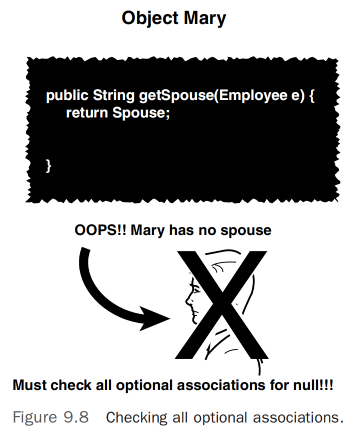 Object Mary
public String getSpouse(Employee e) {
return Spouse;
}
OOPS!! Mary has no spouse
Must check all optional associations for null!!!
Figure 9.8 Checking all optional associations.